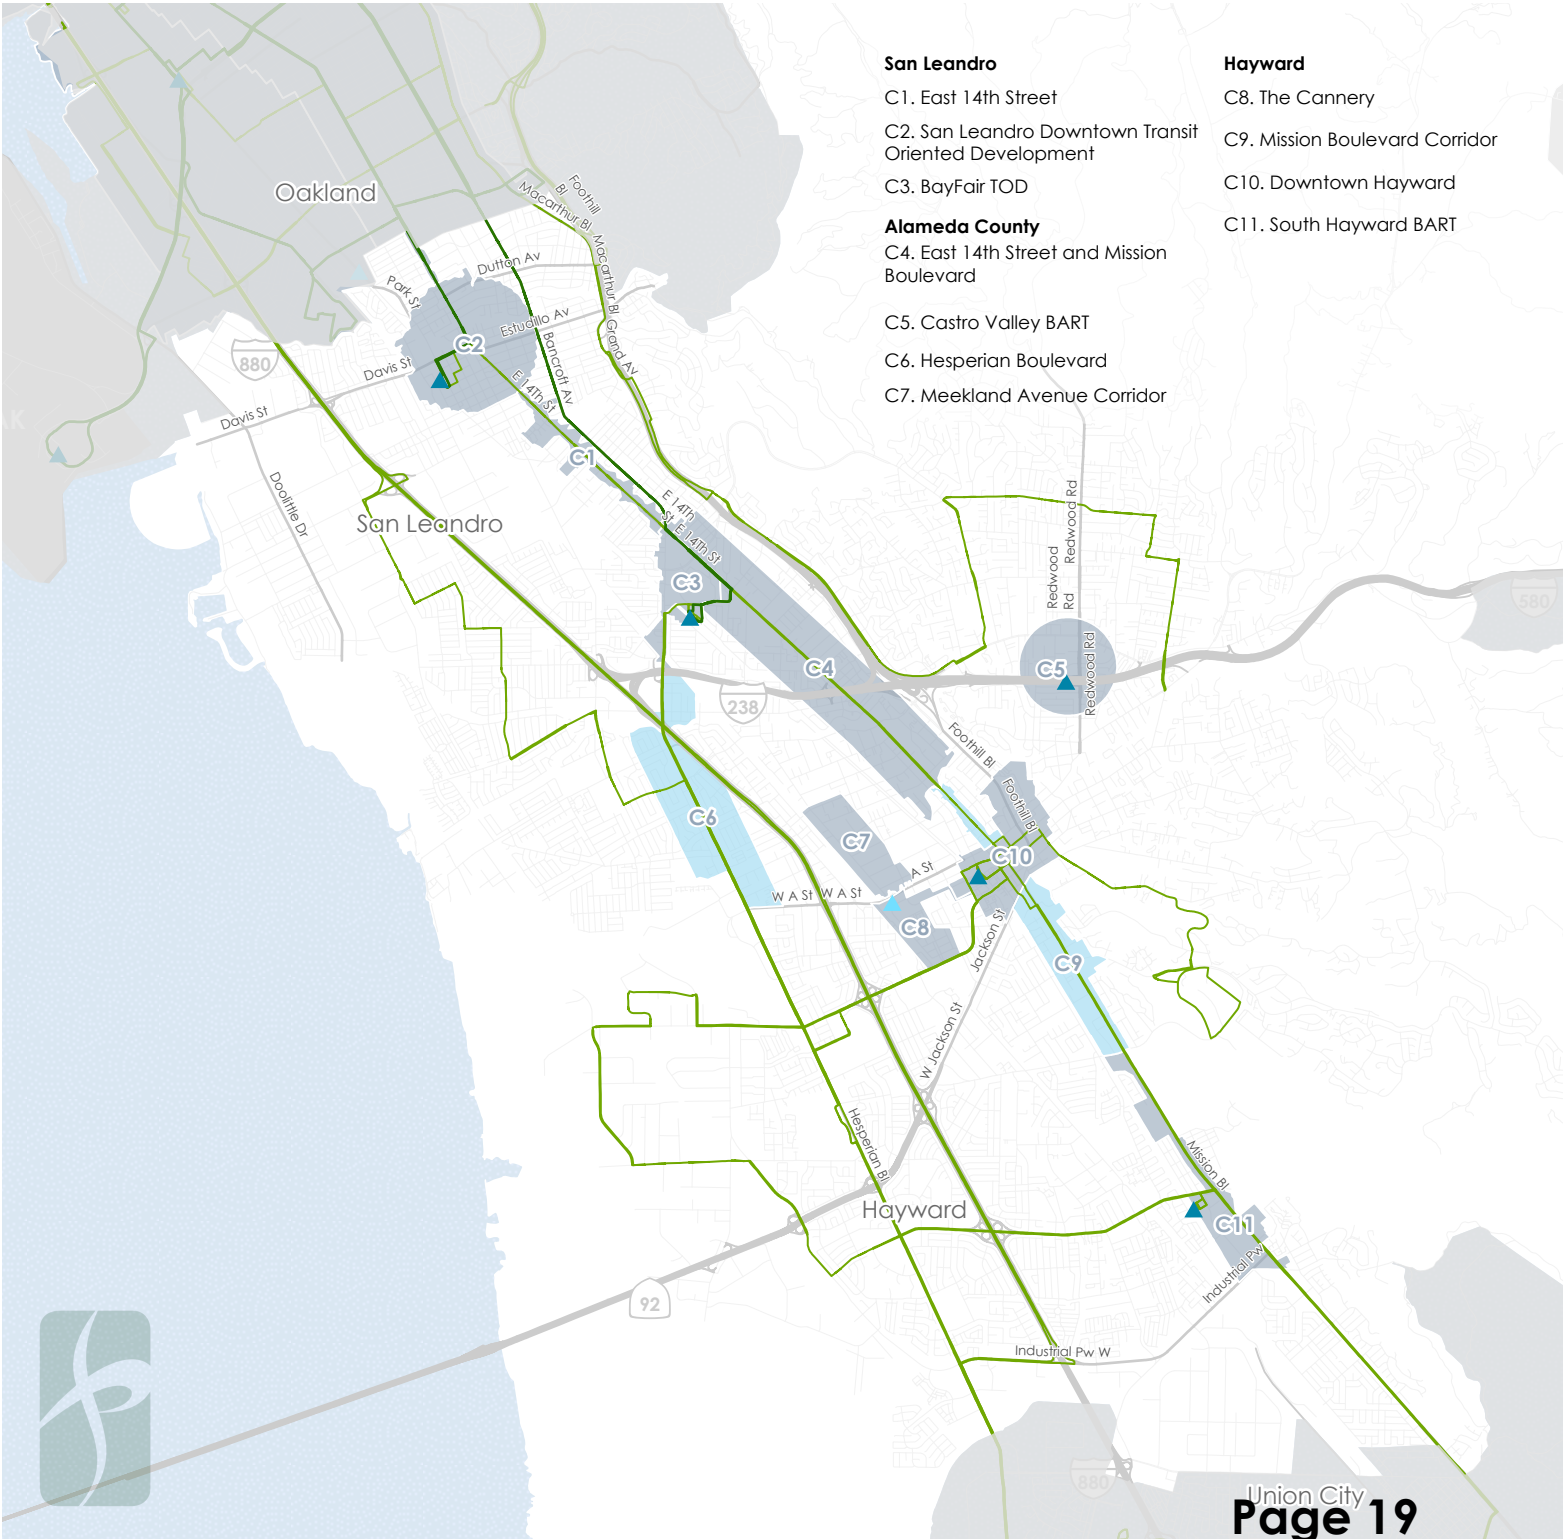 San Leandro
C1. East 14th Street
C2. San Leandro Downtown Transit
Oriented Development
C3. BayFair TOD
Alameda County
C4. East 14th Street and Mission
Boulevard
C5. Castro Valley BART
C6. Hesperian Boulevard
C7. Meekland Avenue Corridor
Hayward
C8. The Cannery
C9. Mission Boulevard Corridor
C10. Downtown Hayward
C11. South Hayward BART
Oakland
Foothill
Bl
Macarthur Bl
Macarthur Bl
Grand Av
Dutton Av
Park St
Estudillo Av
C2
880
Davis St
Bancroft Av
E 14Th St
Davis St
AK
C1
Doolittle Dr
San Leandro
E 14Th
St
E 14Th St
Redwood Rd
Redwood
Rd
C3
580
Redwood Rd
C4
C5
238
Foothill Bl
Foothill Bl
C6
C7
C10
A St
W A St
W A St
C8
Jackson St
C9
W Jackson St
Hesperian Bl
Mission Bl
Hayward
C11
Industrial Pw
92
Industrial Pw W
880
Union City
Page 19